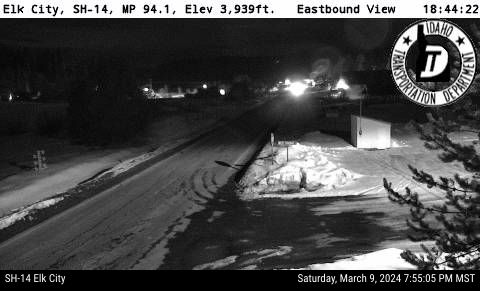 Elk City, SH-14, MP 94.1, Elev 3,939ft. Eastbound View 18:44:22
IDAHO
TRANSPORTATION DEPARTMENT
SH-14 Elk City
Saturday, March 9, 2024 7:55:05 PM MST